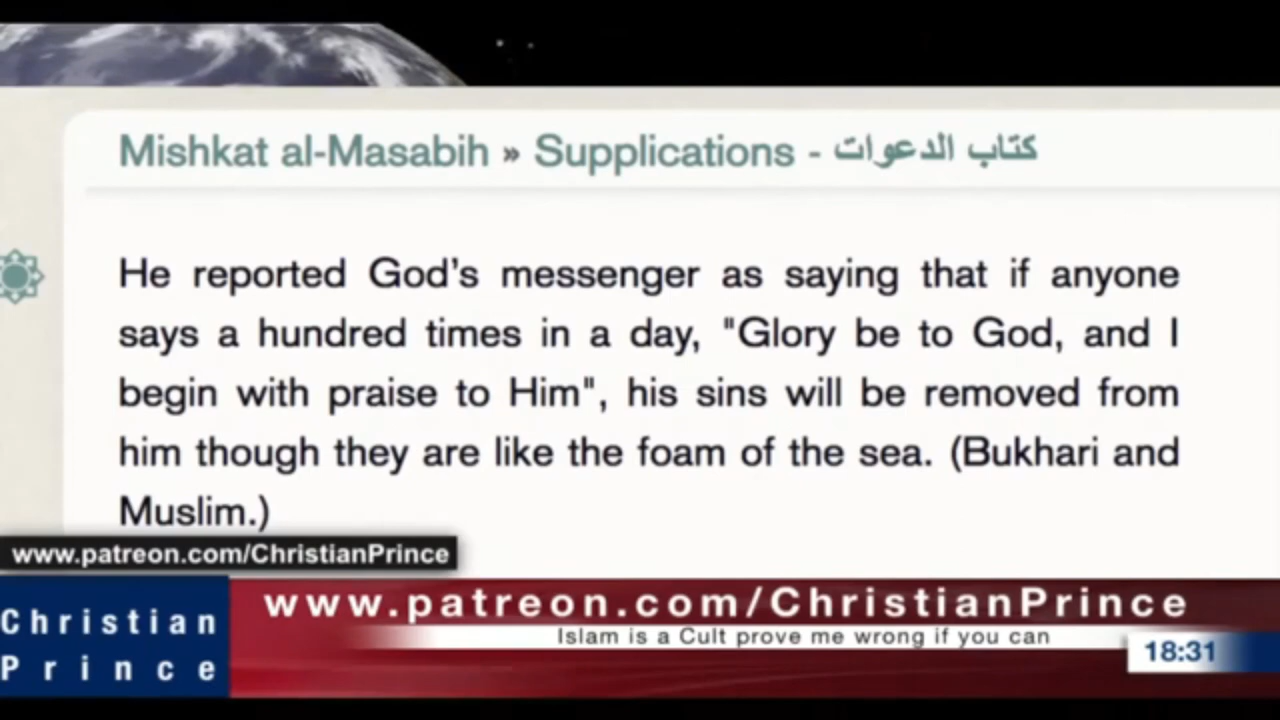 Mishkat al-Masabih » Supplications - كتاب الدعوات
He reported God’s messenger as saying that if anyone
says a hundred times in a day, "Glory be to God, and I
begin with praise to Him", his sins will be removed from
him though they are like the foam of the sea. (Bukhari and
Muslim.)
www.patreon.com/ChristianPrince
www.patreon.com/ChristianPrince
Islam is a Cult prove me wrong if you can
Christian
Prince
18:31